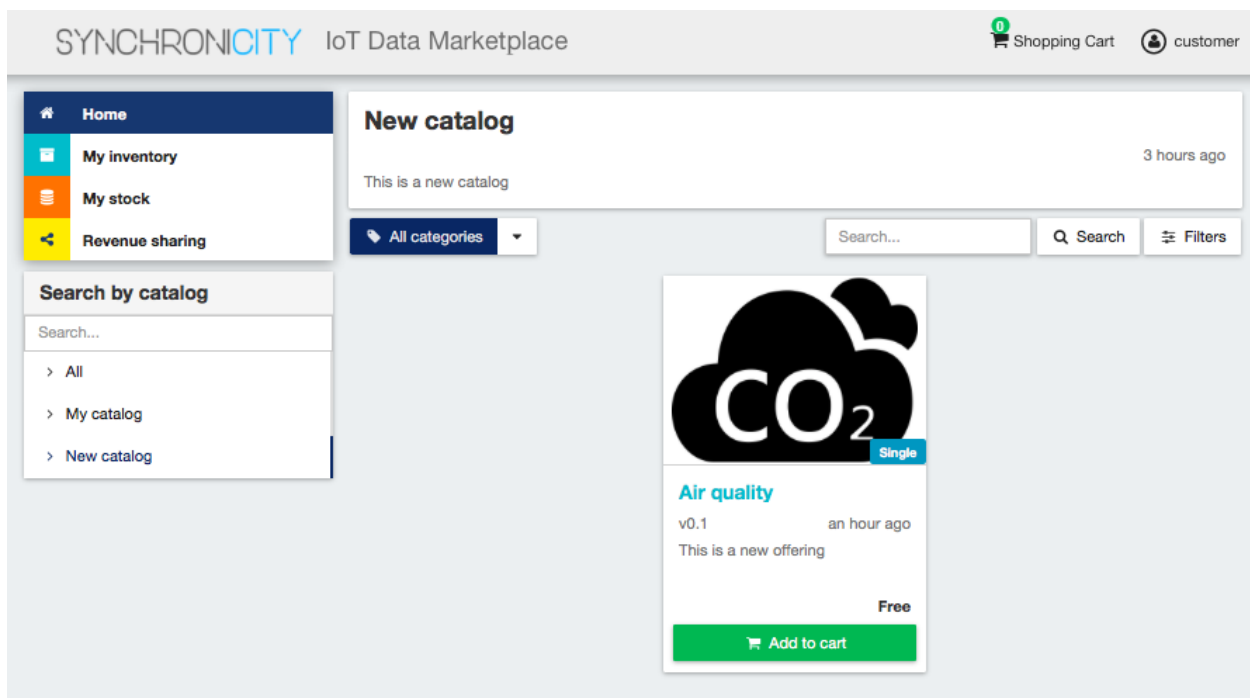 SYNCHRONICITY IoT Data Marketplace
0
Shopping Cart
customer
Home
My inventory
My stock
Revenue sharing
Search by catalog
Search...
All
My catalog
New catalog
New catalog
3 hours ago
This is a new catalog
All categories
Search...
Search
Filters
CO₂
Single
Air quality
v0.1 an hour ago
This is a new offering
Free
Add to cart